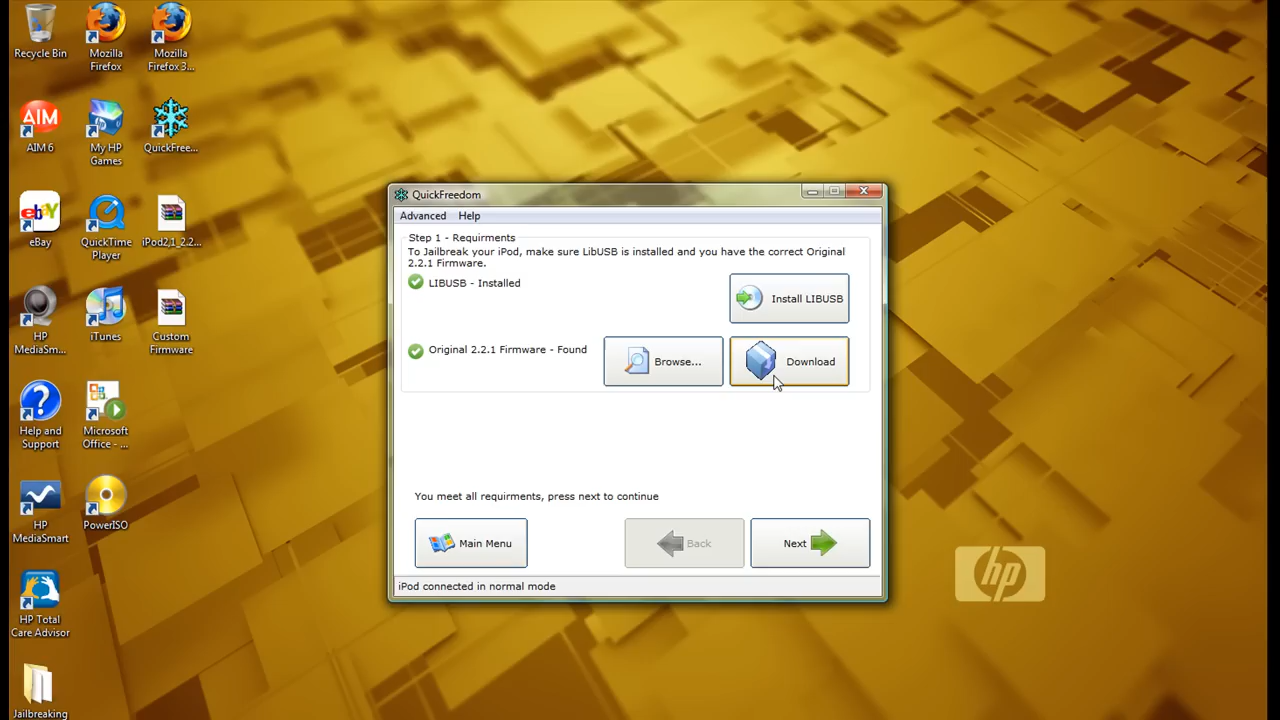 Recycle Bin
Mozilla
Firefox
Mozilla
Firefox 3...
AIM
AIM 6
My HP
Games
QuickFree...
ebay
eBay
QuickTime
Player
iPod2,1_2.2...
HP
MediaSm...
iTunes
Custom
Firmware
Help and
Support
Microsoft
Office - ...
HP
MediaSmart
PowerISO
HP Total
Care Advisor
Jailbreaking
QuickFreedom
Advanced
Help
Step 1 - Requirments
To Jailbreak your iPod, make sure LibUSB is installed and you have the correct Original
2.2.1 Firmware.
LIBUSB - Installed
Install LIBUSB
Original 2.2.1 Firmware - Found
Browse...
Download
You meet all requirments, press next to continue
Main Menu
Back
Next
iPod connected in normal mode
hp